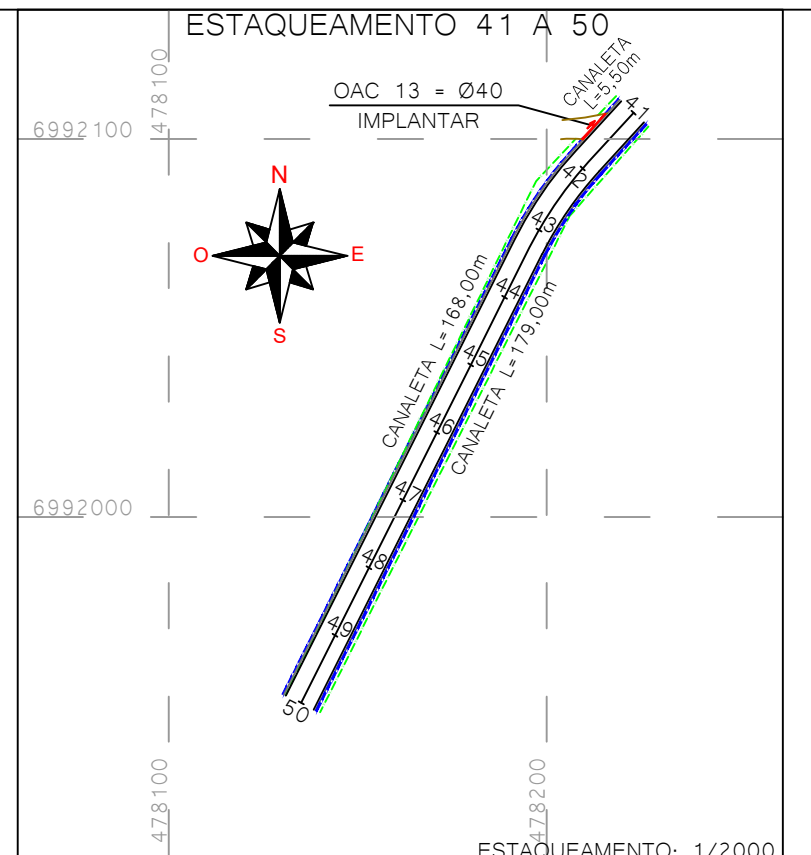 ESTAQUEAMENTO 41 A 50
478100
OAC 13 = Ø40
IMPLANTAR
CANALETA
L=5,50m
6992100
41
42
43
44
45
46
47
48
49
50
N
O
E
S
CANALETA L=168,00m
CANALETA L=179,00m
6992000
478100
478200
ESTAQUEAMENTO: 1/2000